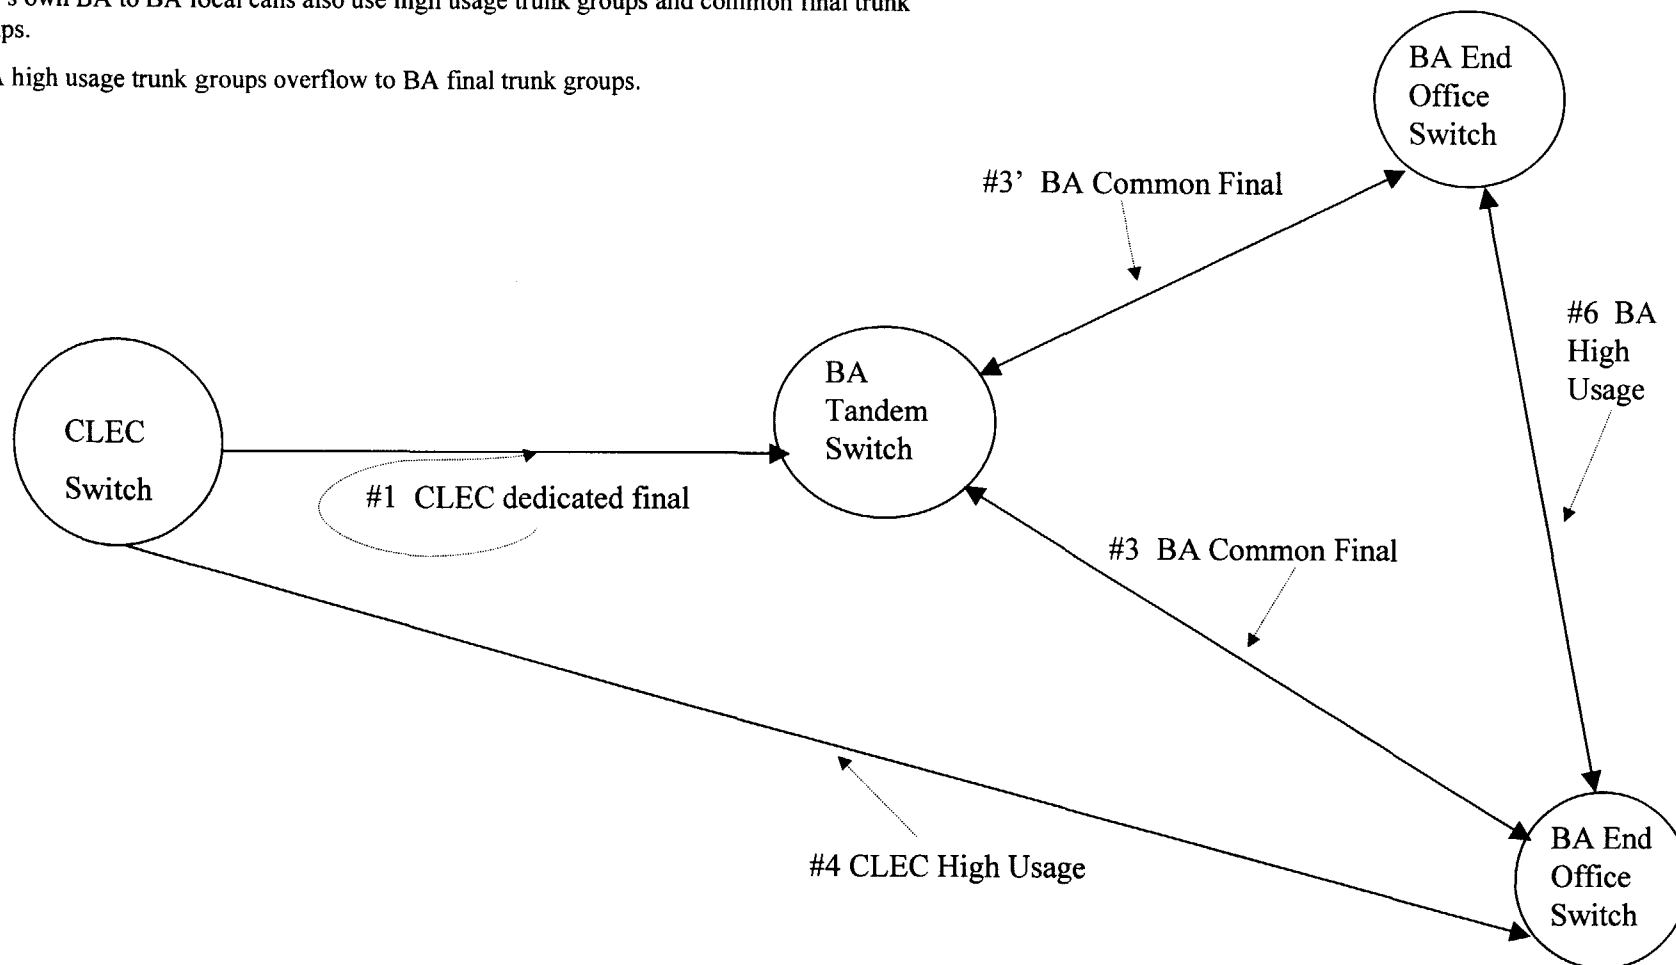 's own BA to BA local calls also use high usage trunk groups and common final trunk
ps.
high usage trunk groups overflow to BA final trunk groups.
BA End
Office
Switch
#3' BA Common Final
#6 BA
High
Usage
BA
Tandem
Switch
CLEC
Switch
#1 CLEC dedicated final
#3 BA Common Final
#4 CLEC High Usage
BA End
Office
Switch